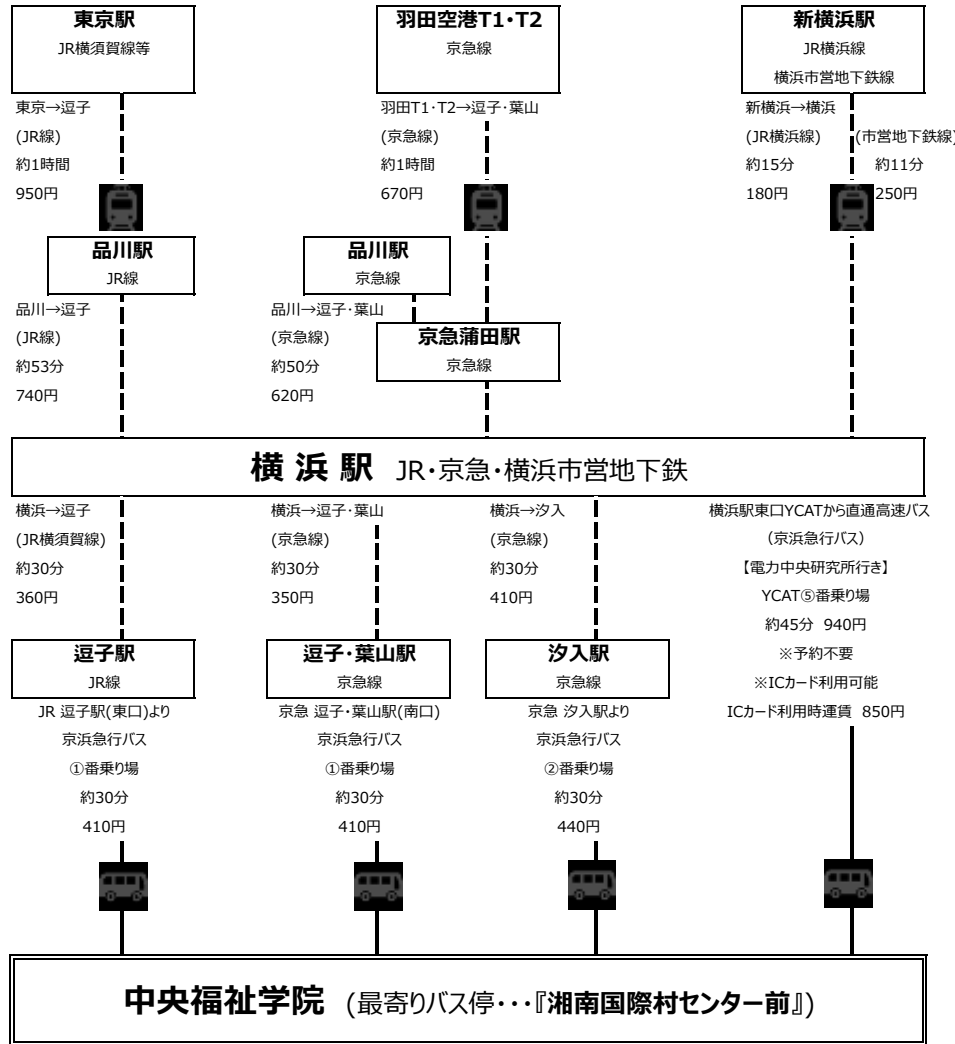 東京駅
JR横須賀線等
羽田空港T1・T2
京急線
新横浜駅
JR横浜線
横浜市営地下鉄線
東京→逗子
(JR線)
約1時間
950円
羽田T1・T2→逗子・葉山
(京急線)
約1時間
670円
新横浜→横浜
(JR横浜線) (市営地下鉄線)
約15分 約11分
180円 250円
品川駅
JR線
品川→逗子
(JR線)
約53分
740円
品川駅
京急線
品川→逗子・葉山
(京急線)
約50分
620円
京急蒲田駅
京急線
横 浜 駅 JR・京急・横浜市営地下鉄
横浜→逗子
(JR横須賀線)
約30分
360円
横浜→逗子・葉山
(京急線)
約30分
350円
横浜→汐入
(京急線)
約30分
410円
横浜駅東口YCATから直通高速バス
（京浜急行バス）
【電力中央研究所行き】
YCAT⑤番乗り場
約45分 940円
※予約不要
※ICカード利用可能
ICカード利用時運賃 850円
逗子駅
JR線
JR 逗子駅(東口)より
京浜急行バス
①番乗り場
約30分
410円
逗子・葉山駅
京急線
京急 逗子・葉山駅(南口)
京浜急行バス
①番乗り場
約30分
410円
汐入駅
京急線
京急 汐入駅より
京浜急行バス
②番乗り場
約30分
440円
中央福祉学院 (最寄りバス停・・・『湘南国際村センター前』)